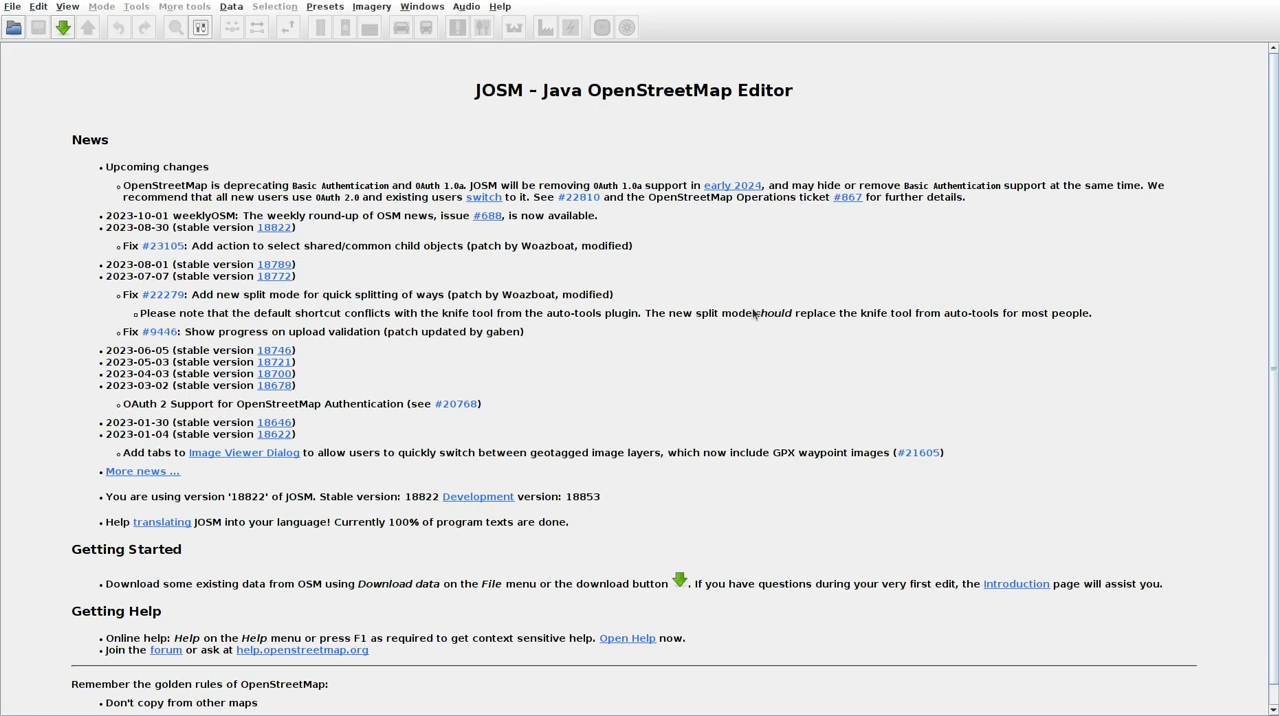 File Edit View Mode Tools More tools Data Selection Presets Imagery Windows Audio Help
JOSM – Java OpenStreetMap Editor
News
Upcoming changes
OpenStreetMap is deprecating Basic Authentication and OAuth 1.0a. JOSM will be removing OAuth 1.0a support in early 2024, and may hide or remove Basic Authentication support at the same time. We
recommend that all new users use OAuth 2.0 and existing users switch to it. See #22810 and the OpenStreetMap Operations ticket #867 for further details.
2023-10-01 weeklyOSM: The weekly round-up of OSM news, issue #688, is now available.
2023-08-30 (stable version 18822)
Fix #23105: Add action to select shared/common child objects (patch by Woazboat, modified)
2023-08-01 (stable version 18789)
2023-07-07 (stable version 18772)
Fix #22279: Add new split mode for quick splitting of ways (patch by Woazboat, modified)
Please note that the default shortcut conflicts with the knife tool from the auto-tools plugin. The new split mode should replace the knife tool from auto-tools for most people.
Fix #9446: Show progress on upload validation (patch updated by gaben)
2023-06-05 (stable version 18746)
2023-05-03 (stable version 18721)
2023-04-03 (stable version 18700)
2023-03-02 (stable version 18678)
OAuth 2 Support for OpenStreetMap Authentication (see #20768)
2023-01-30 (stable version 18646)
2023-01-04 (stable version 18622)
Add tabs to Image Viewer Dialog to allow users to quickly switch between geotagged image layers, which now include GPX waypoint images (#21605)
More news ...
You are using version '18822' of JOSM. Stable version: 18822 Development version: 18853
Help translating JOSM into your language! Currently 100% of program texts are done.
Getting Started
Download some existing data from OSM using Download data on the File menu or the download button . If you have questions during your very first edit, the Introduction page will assist you.
Getting Help
Online help: Help on the Help menu or press F1 as required to get context sensitive help. Open Help now.
Join the forum or ask at help.openstreetmap.org
Remember the golden rules of OpenStreetMap:
Don't copy from other maps